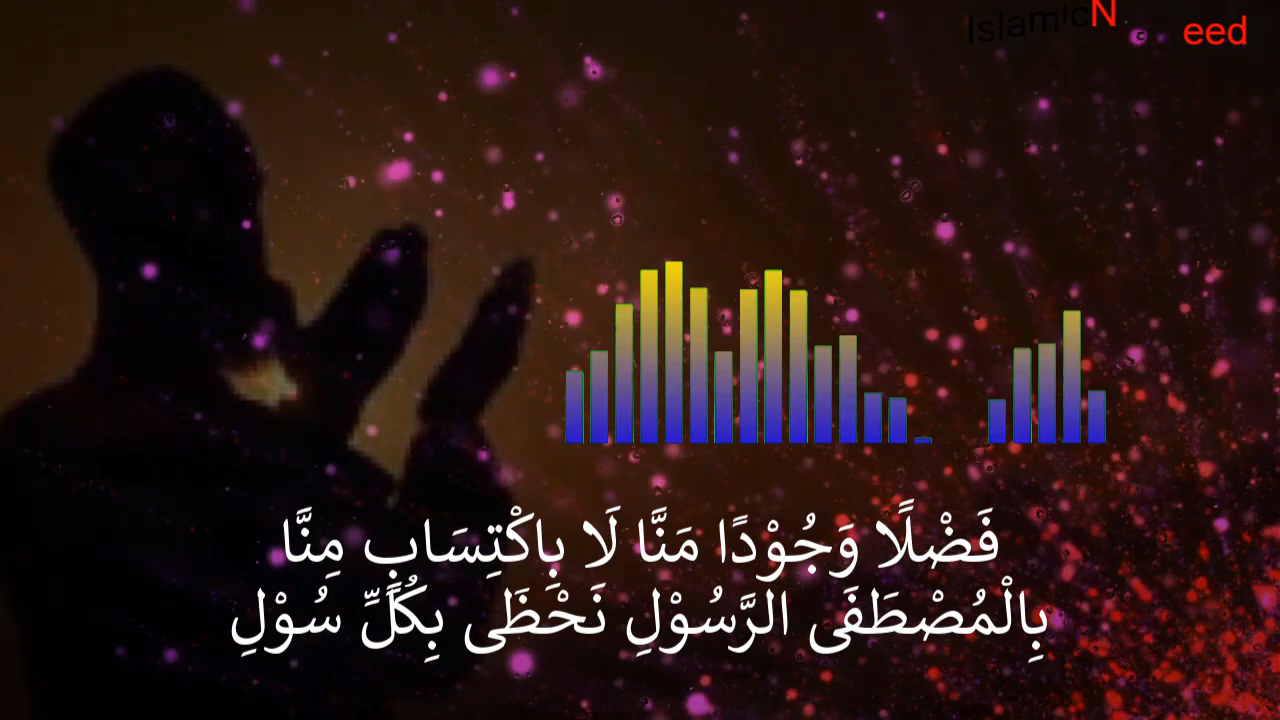 IslamicN eed
فَضْلًا وَجُوْدًا مَنَّا لَا بِاكْتِسَابٍ مِنَّا
بِالْمُصْطَفَى الرَّسُوْلِ نَحْظَى بِكُلِّ سُوْلِ